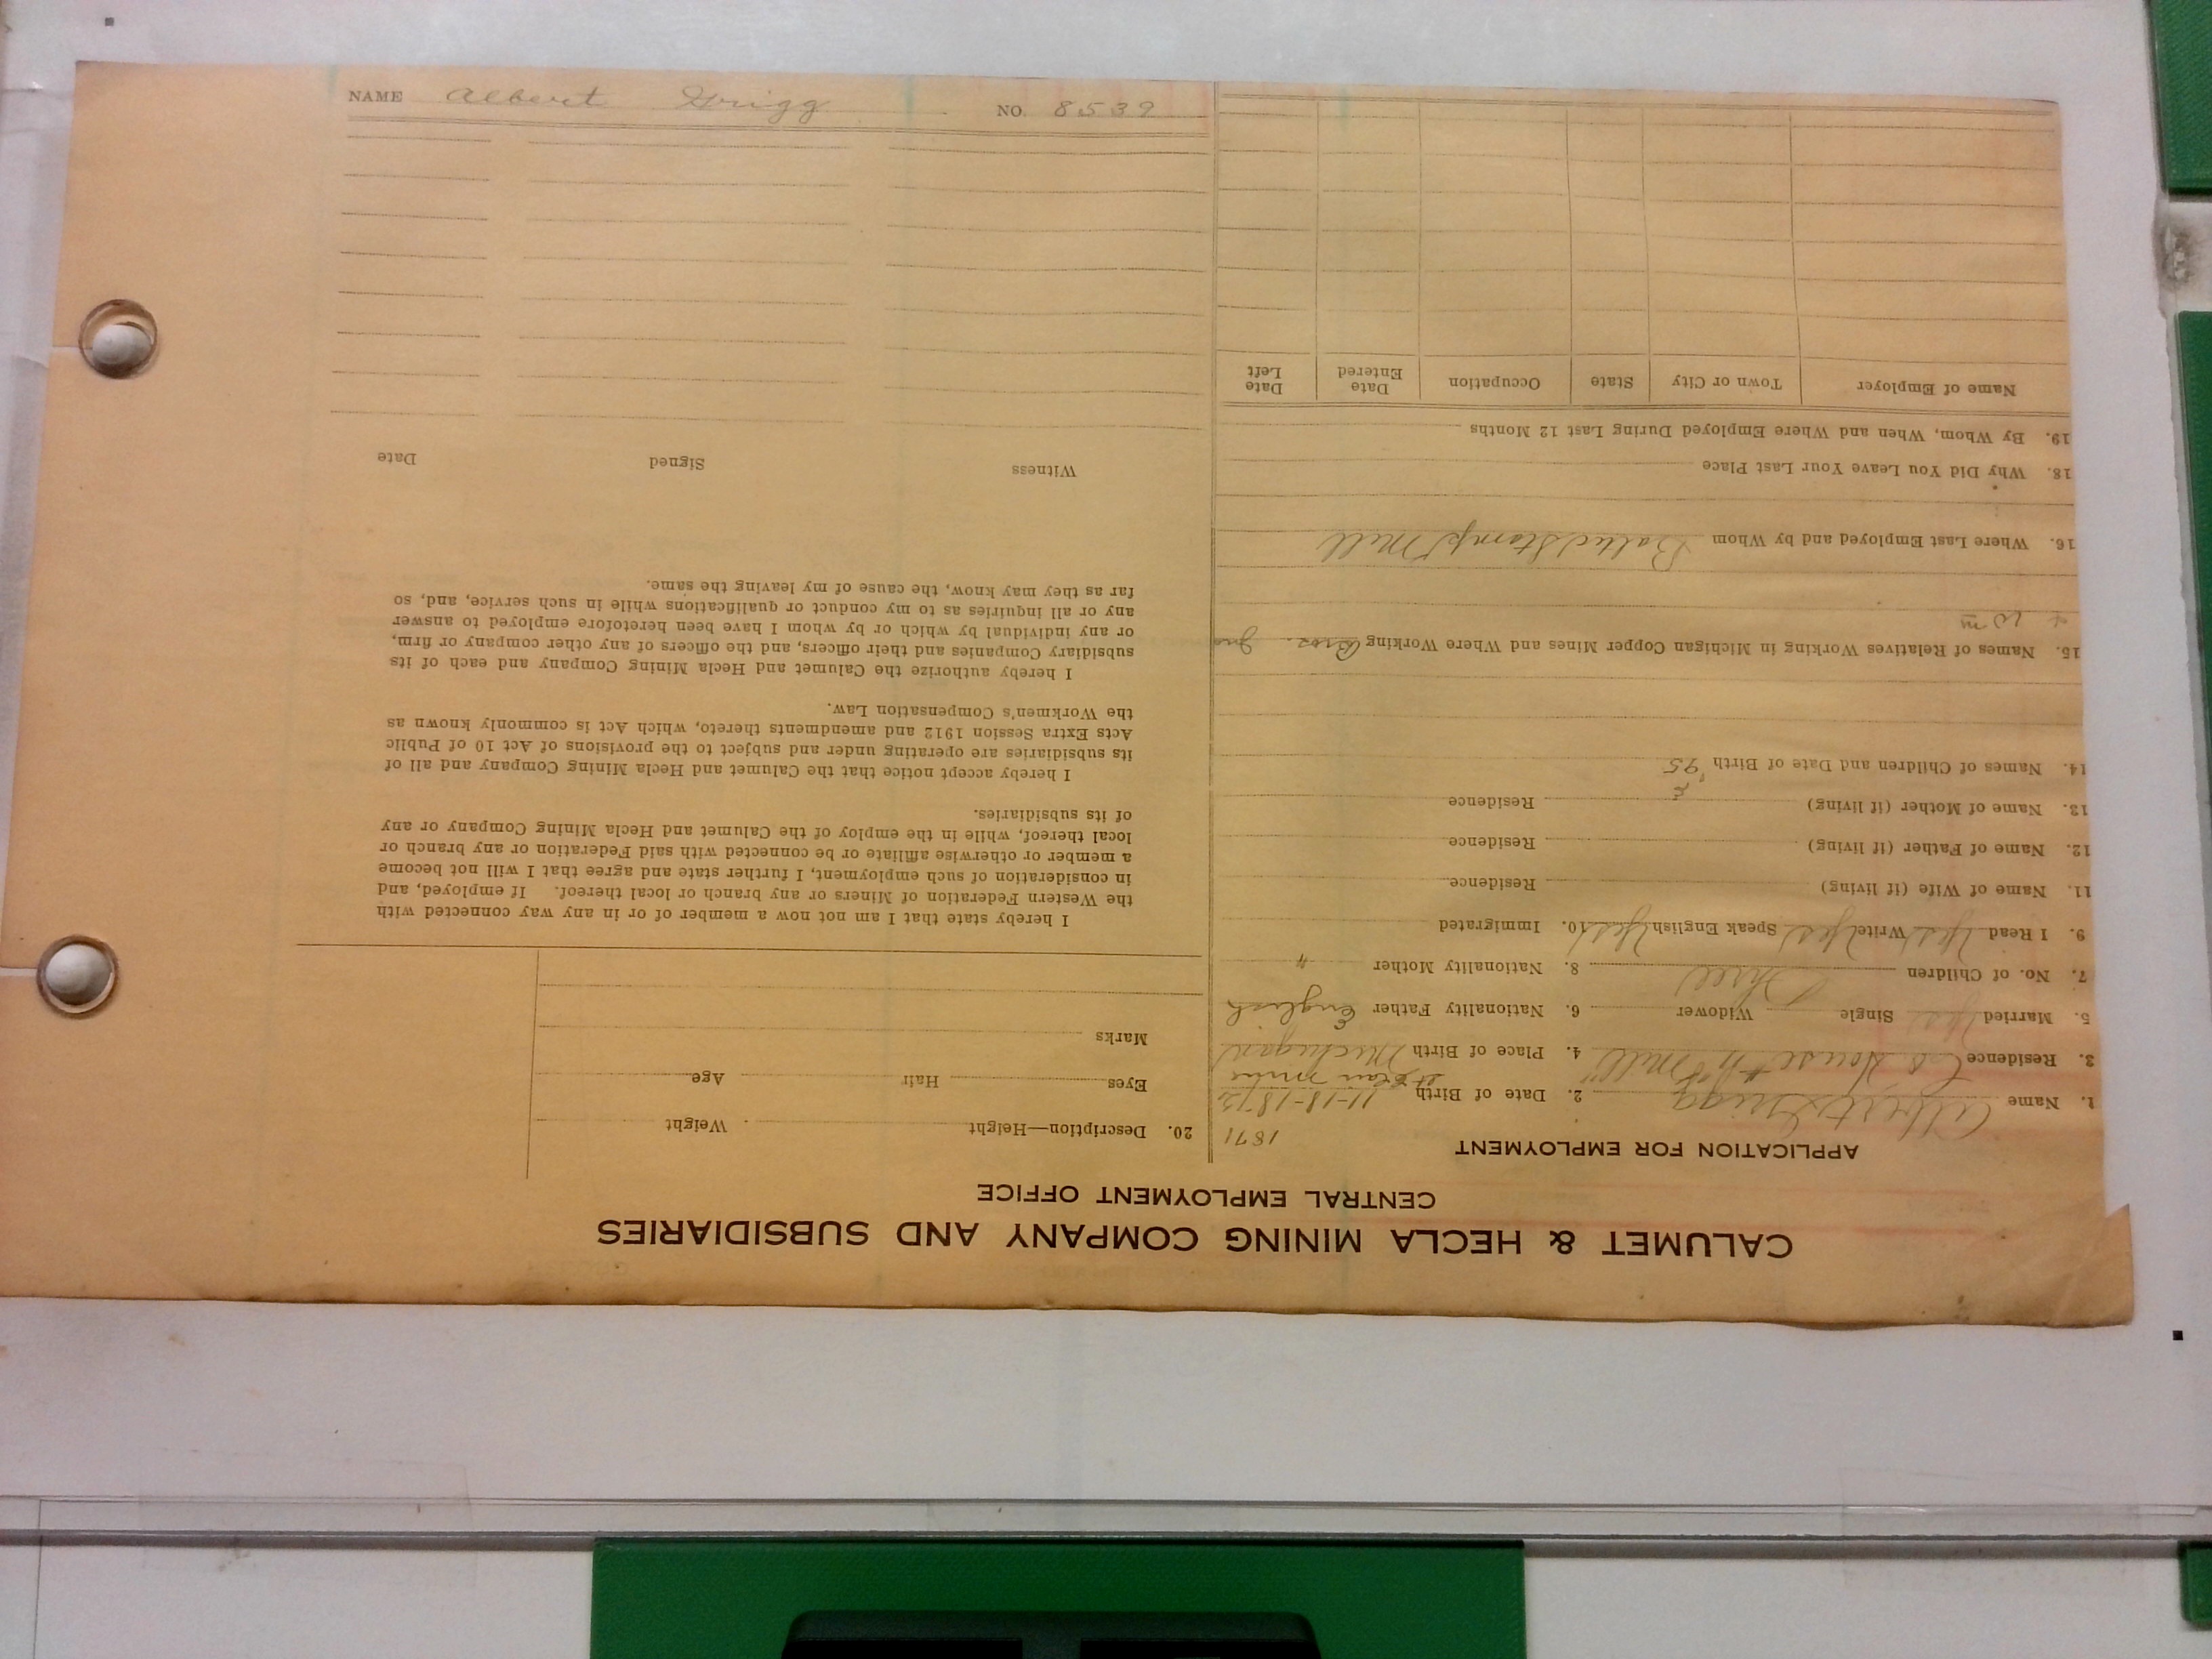 CALUMET & HECLA MINING COMPANY AND SUBSIDIARIES
CENTRAL EMPLOYMENT OFFICE
APPLICATION FOR EMPLOYMENT
1871
1. Name Albert Grigg 2. Date of Birth 11-18-1872
St Clair Mine
3. Residence Co House # Mill 4. Place of Birth Michigan
5. Married Yes Single Widower 6. Nationality Father English
7. No. of Children Three 8. Nationality Mother "
9. I Read Yes Write Yes Speak English Yes 10. Immigrated
11. Name of Wife (if living) Residence
12. Name of Father (if living) Residence
13. Name of Mother (if living) Residence
14. Names of Children and Date of Birth '95
15. Names of Relatives Working in Michigan Copper Mines and Where Working Bros. Jno
+ Wm
16. Where Last Employed and by Whom Baltic Stamp Mill
18. Why Did You Leave Your Last Place
19. By Whom, When and Where Employed During Last 12 Months
Name of Employer Town or City State Occupation Date Entered Date Left
20. Description—Height Weight
Eyes Hair Age
Marks
I hereby state that I am not now a member of or in any way connected with
the Western Federation of Miners or any branch or local thereof. If employed, and
in consideration of such employment, I further state and agree that I will not become
a member or otherwise affiliate or be connected with said Federation or any branch or
local thereof, while in the employ of the Calumet and Hecla Mining Company or any
of its subsidiaries.
I hereby accept notice that the Calumet and Hecla Mining Company and all of
its subsidiaries are operating under and subject to the provisions of Act 10 of Public
Acts Extra Session 1912 and amendments thereto, which Act is commonly known as
the Workmen's Compensation Law.
I hereby authorize the Calumet and Hecla Mining Company and each of its
subsidiary Companies and their officers, and the officers of any other company or firm,
or any individual by which or by whom I have been heretofore employed to answer
any or all inquiries as to my conduct or qualifications while in such service, and, so
far as they may know, the cause of my leaving the same.
Witness Signed Date
NAME Albert Grigg NO. 8539